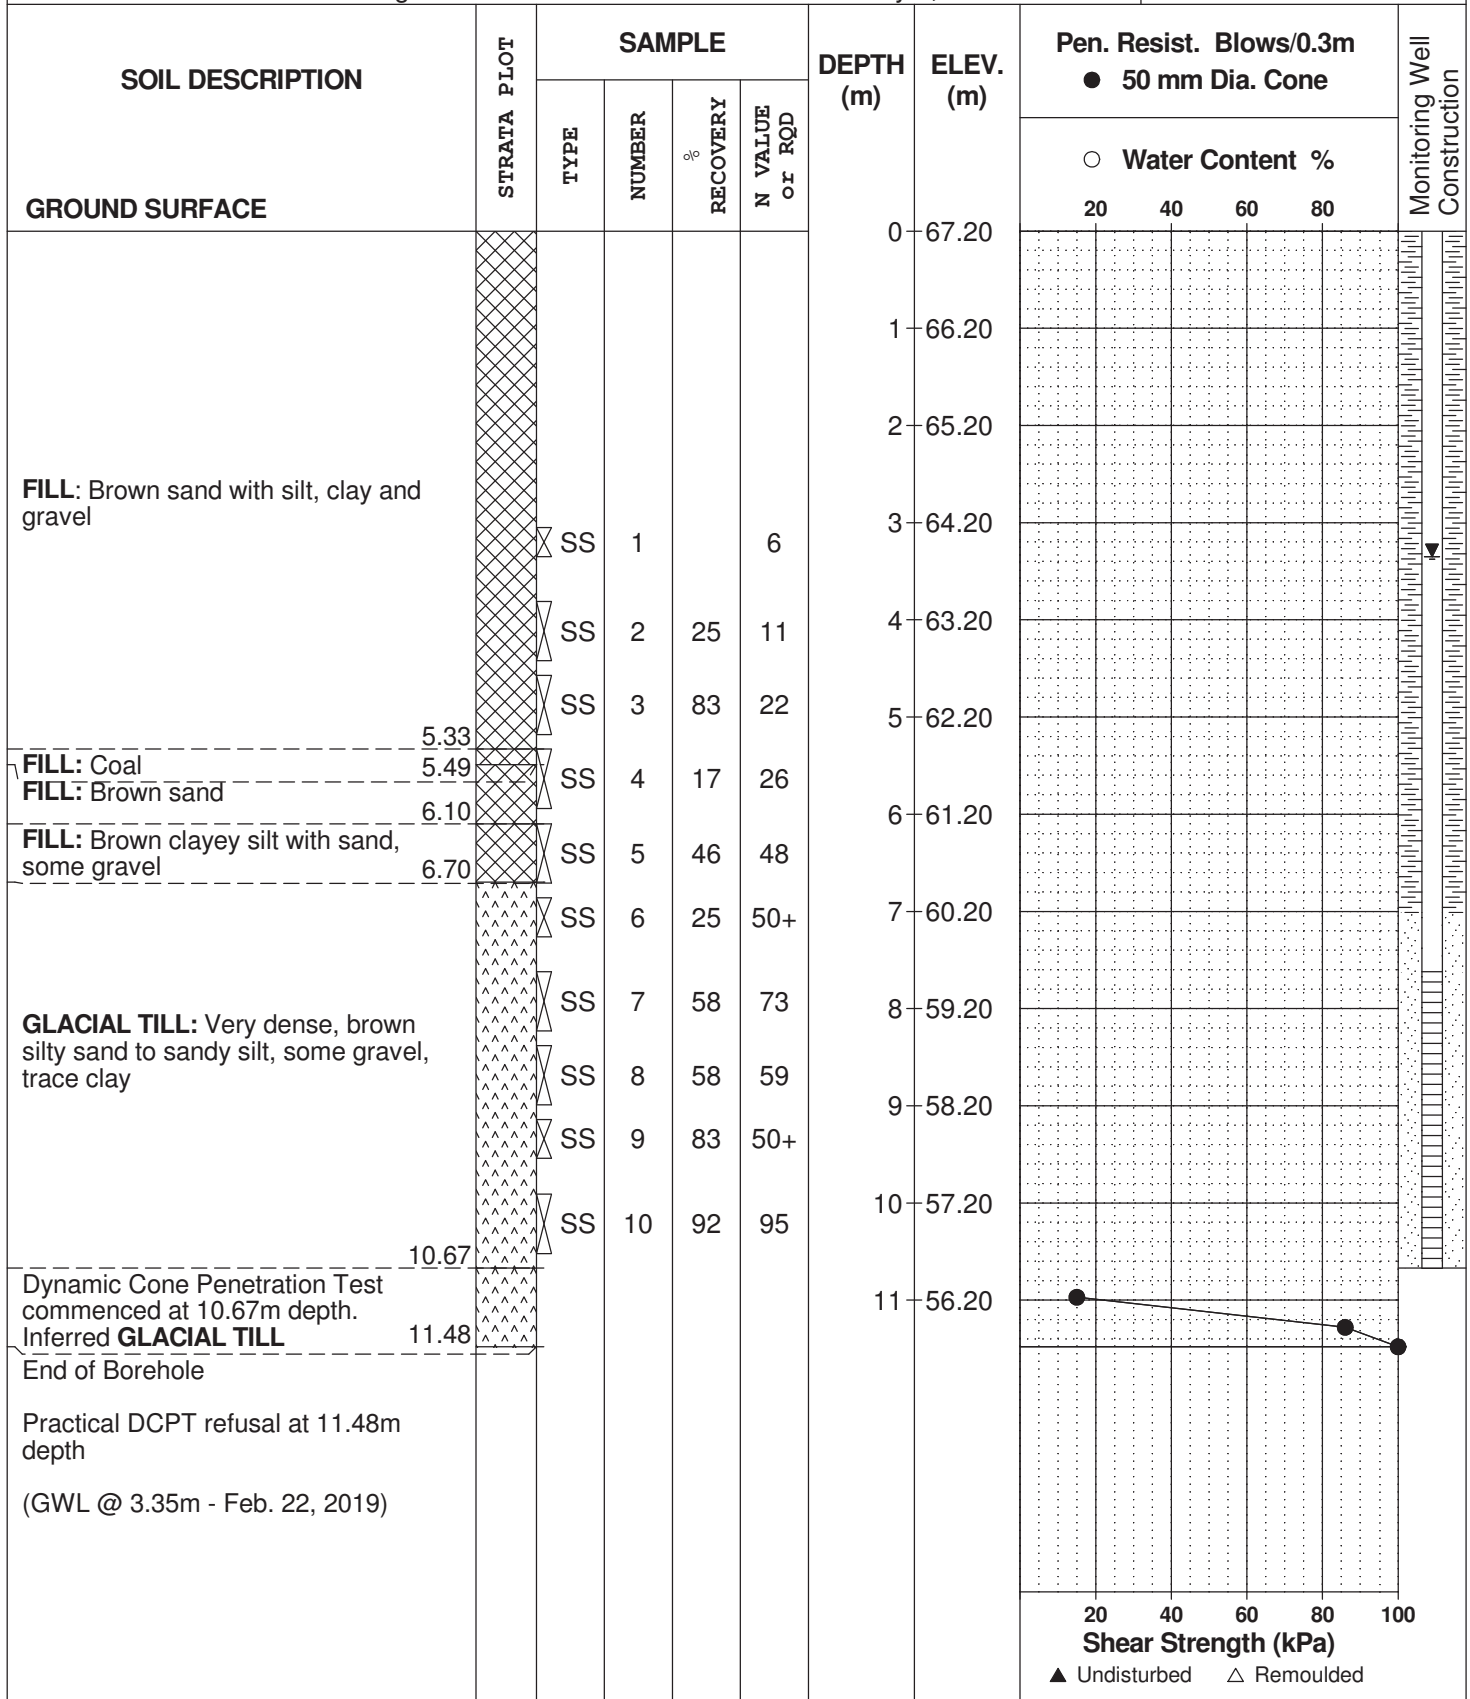 SOIL DESCRIPTION
GROUND SURFACE
STRATA PLOT
SAMPLE
TYPE
NUMBER
%
RECOVERY
N VALUE
or RQD
DEPTH
(m)
ELEV.
(m)
Pen. Resist. Blows/0.3m
● 50 mm Dia. Cone
○ Water Content %
20 40 60 80
Monitoring Well
Construction
0 67.20
1 66.20
2 65.20
FILL: Brown sand with silt, clay and
gravel
3 64.20
SS 1 6
4 63.20
SS 2 25 11
SS 3 83 22
5 62.20
5.33
FILL: Coal 5.49
SS 4 17 26
FILL: Brown sand
6.10
6 61.20
FILL: Brown clayey silt with sand,
some gravel 6.70
SS 5 46 48
7 60.20
SS 6 25 50+
SS 7 58 73
8 59.20
GLACIAL TILL: Very dense, brown
silty sand to sandy silt, some gravel,
trace clay
SS 8 58 59
9 58.20
SS 9 83 50+
10 57.20
SS 10 92 95
10.67
Dynamic Cone Penetration Test
commenced at 10.67m depth.
Inferred GLACIAL TILL 11.48
11 56.20
End of Borehole
Practical DCPT refusal at 11.48m
depth
(GWL @ 3.35m - Feb. 22, 2019)
20 40 60 80 100
Shear Strength (kPa)
▲ Undisturbed △ Remoulded